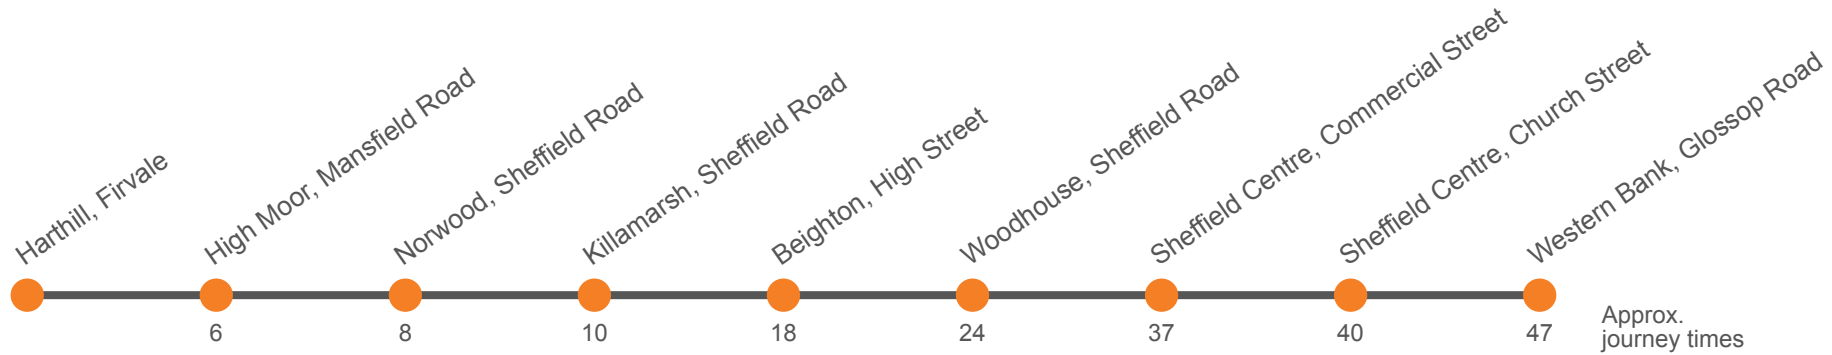 Harthill, Firvale
High Moor, Mansfield Road
Norwood, Sheffield Road
Killamarsh, Sheffield Road
Beighton, High Street
Woodhouse, Sheffield Road
Sheffield Centre, Commercial Street
Sheffield Centre, Church Street
Western Bank, Glossop Road
6
8
10
18
24
37
40
47
Approx.
journey times